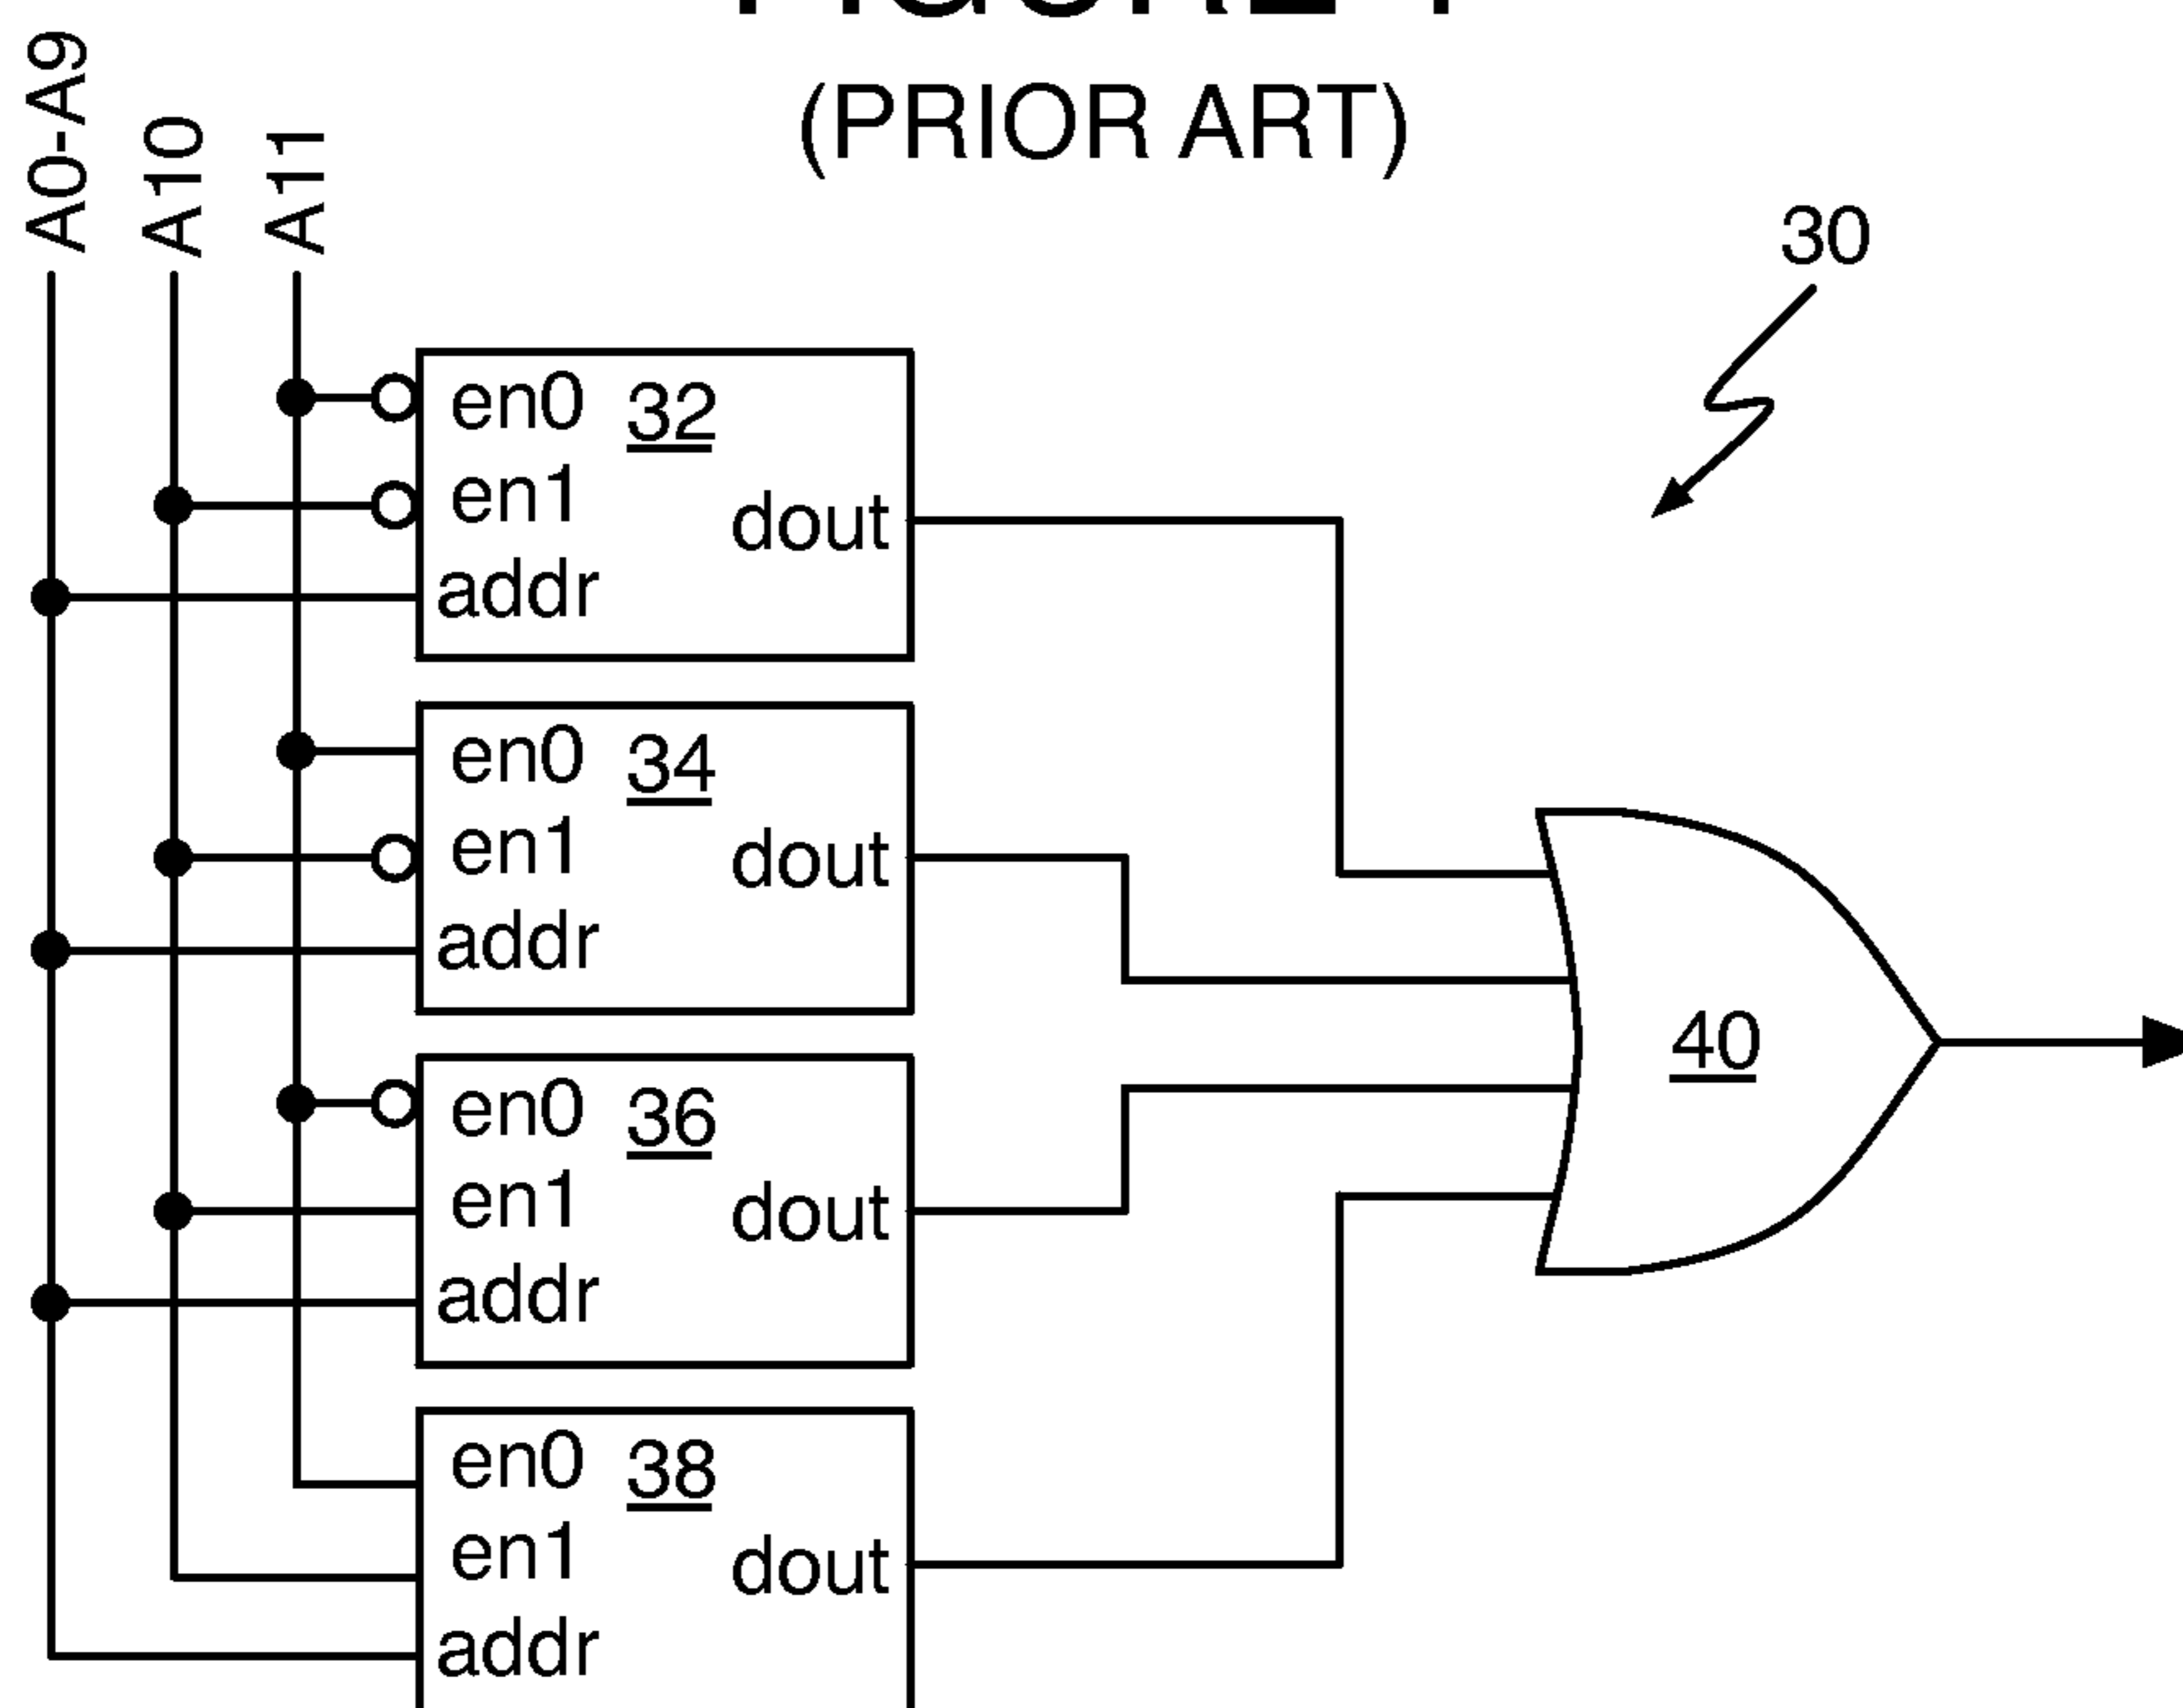 (PRIOR ART)
A0-A9
A10
A11
30
en0 32
en1
dout
addr
en0 34
en1
dout
addr
40
en0 36
en1
dout
addr
en0 38
en1
dout
addr